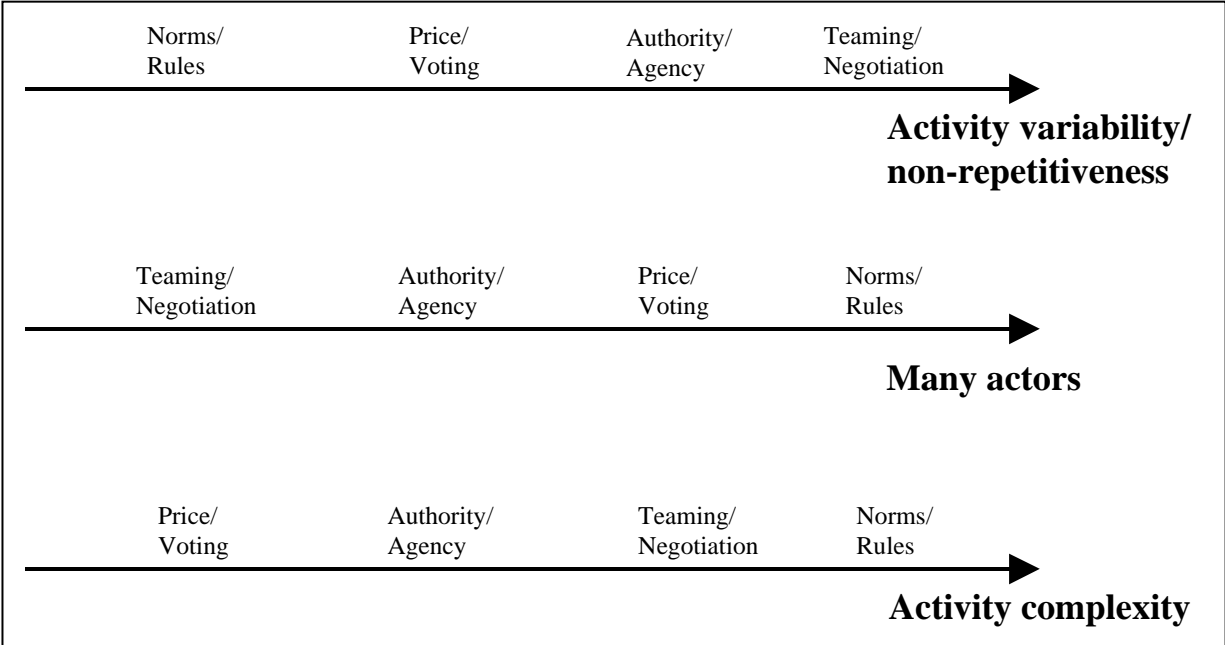 Norms/
Rules
Price/
Voting
Authority/
Agency
Teaming/
Negotiation
Activity variability/
non-repetitiveness
Teaming/
Negotiation
Authority/
Agency
Price/
Voting
Norms/
Rules
Many actors
Price/
Voting
Authority/
Agency
Teaming/
Negotiation
Norms/
Rules
Activity complexity